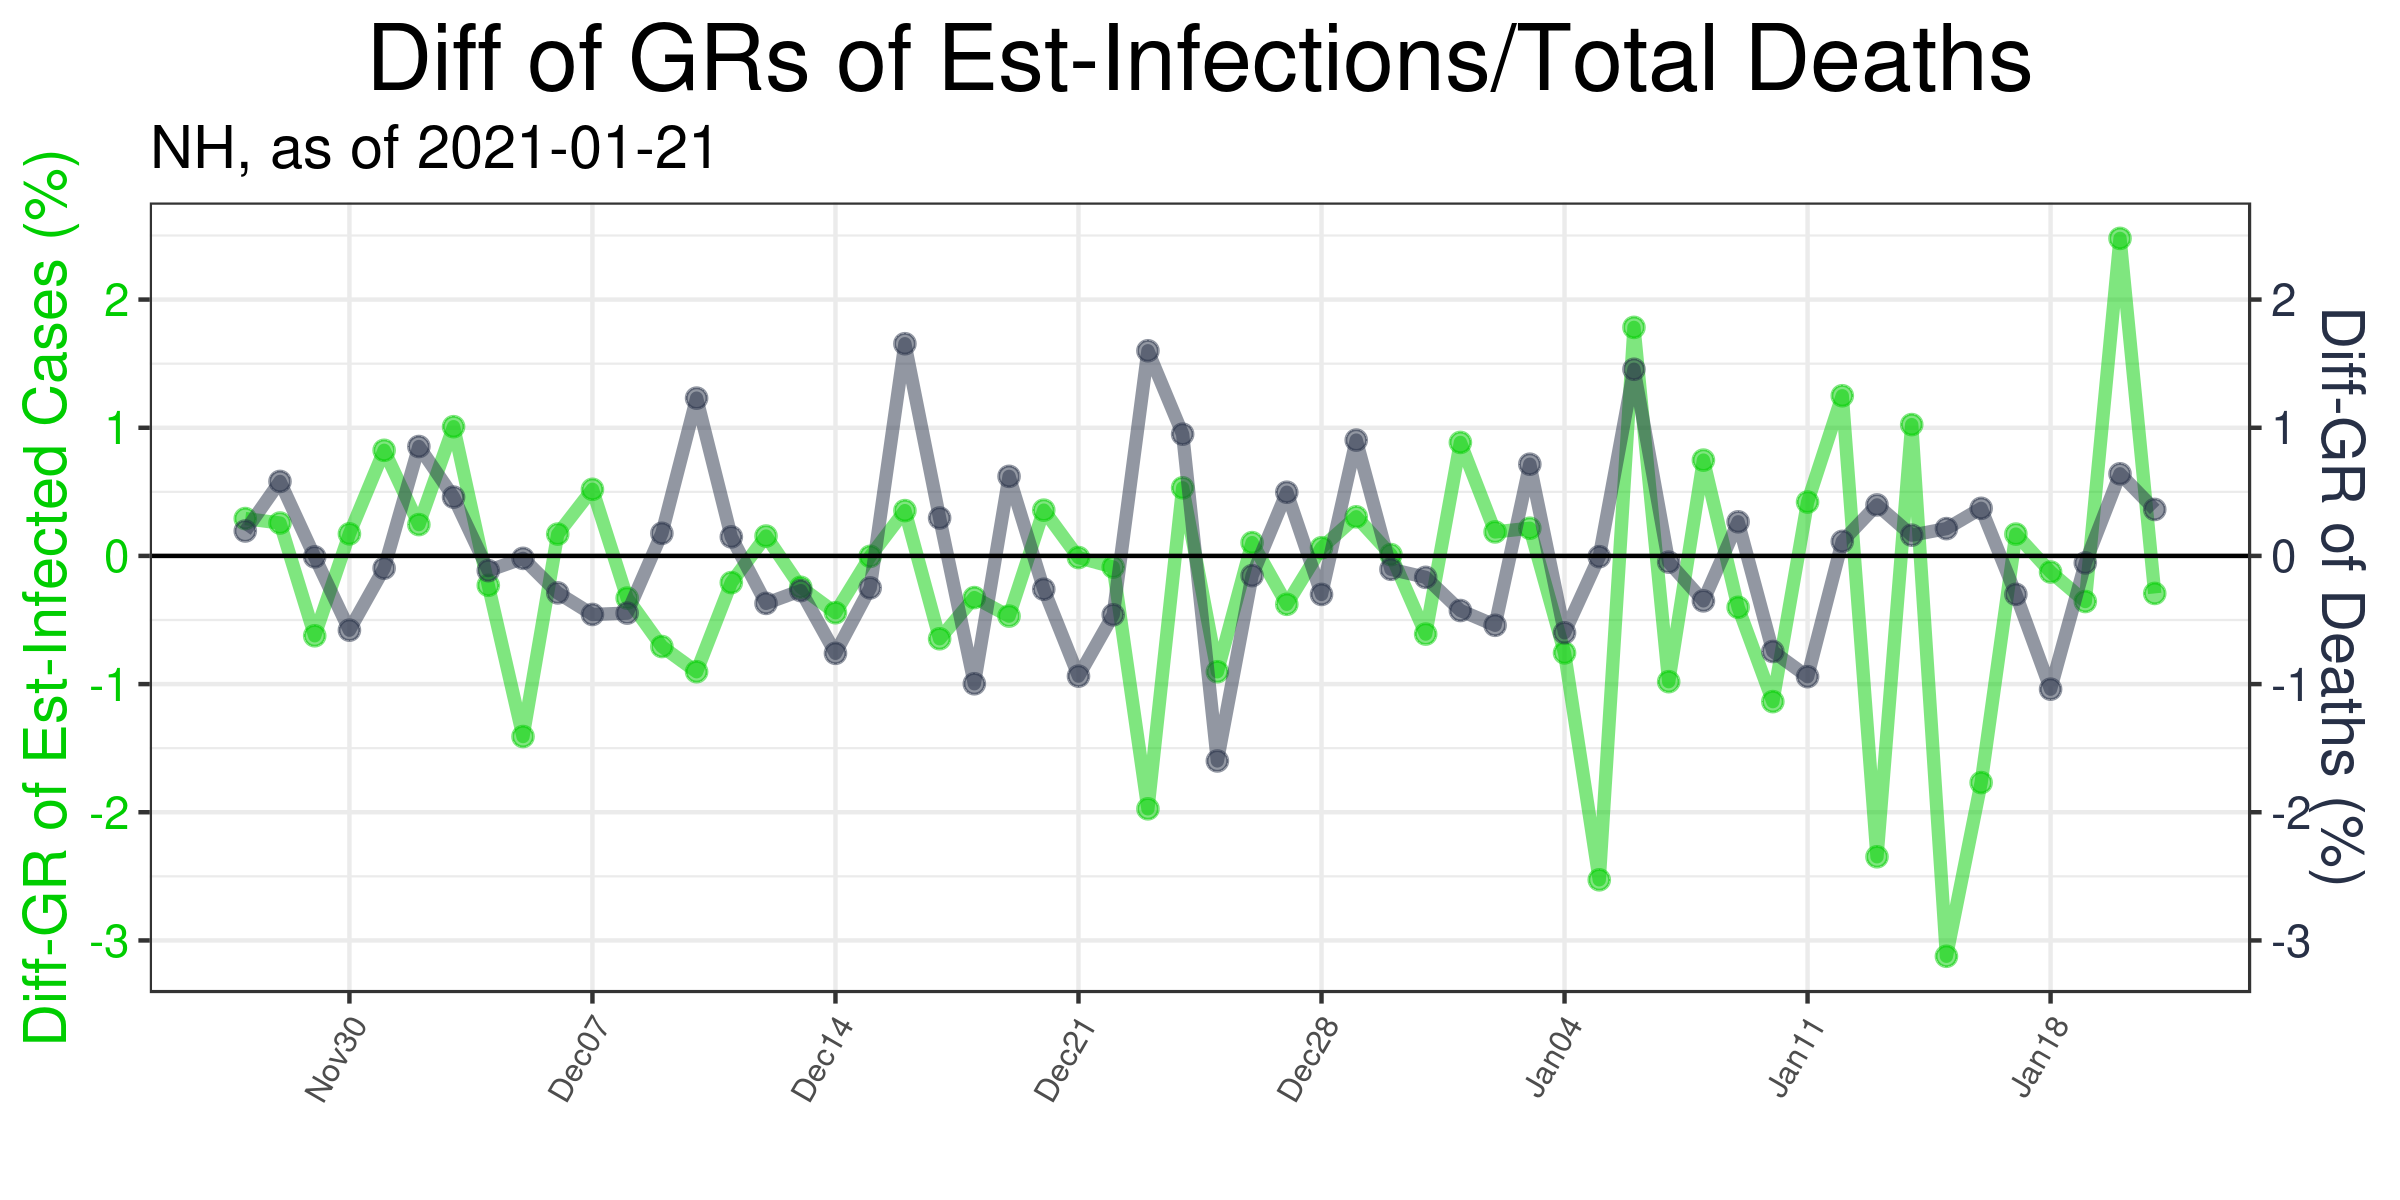 Diff of GRs of Est-Infections/Total Deaths
NH, as of 2021-01-21
Diff-GR of Est-Infected Cases (%)
2
1
0
-1
-2
-3
2
1
0
-1
-2
-3
Diff-GR of Deaths (%)
Nov30
Dec07
Dec14
Dec21
Dec28
Jan04
Jan11
Jan18